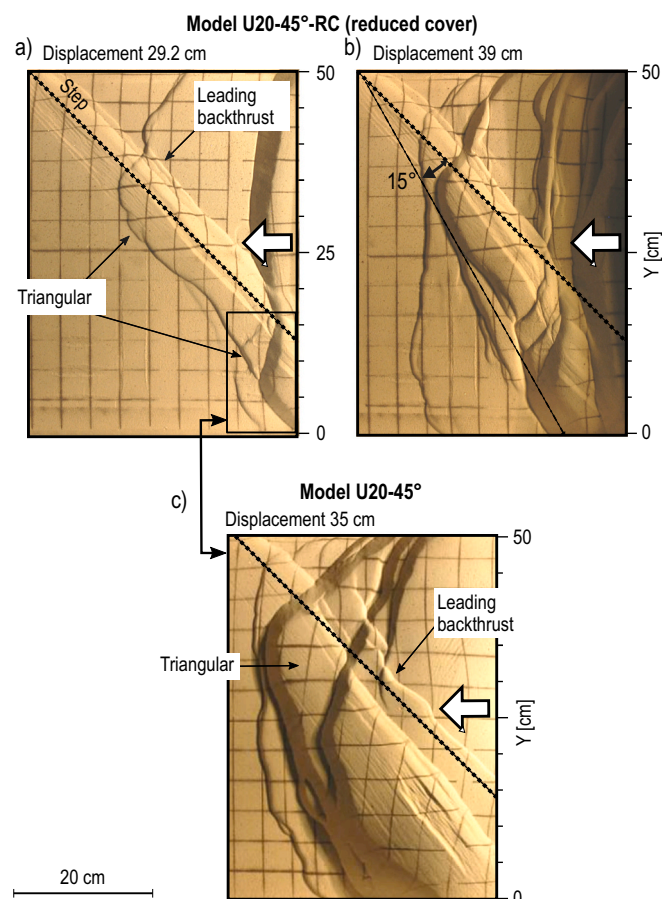 Model U20-45°-RC (reduced cover)
a)
Displacement 29.2 cm
b)
Displacement 39 cm
Step
Leading
backthrust
Triangular
50
25
0
Y [cm]
15°
50
0
Y [cm]
c)
Model U20-45°
Displacement 35 cm
Leading
backthrust
Triangular
50
0
Y [cm]
20 cm